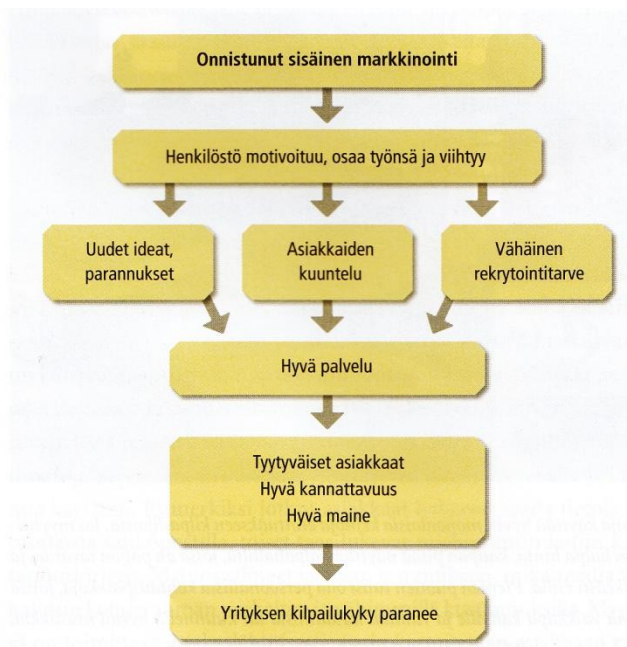 Onnistunut sisäinen markkinointi
Henkilöstö motivoituu, osaa työnsä ja viihtyy
Uudet ideat,
parannukset
Asiakkaiden
kuuntelu
Vähäinen
rekrytointitarve
Hyvä palvelu
Tyytyväiset asiakkaat
Hyvä kannattavuus
Hyvä maine
Yrityksen kilpailukyky paranee